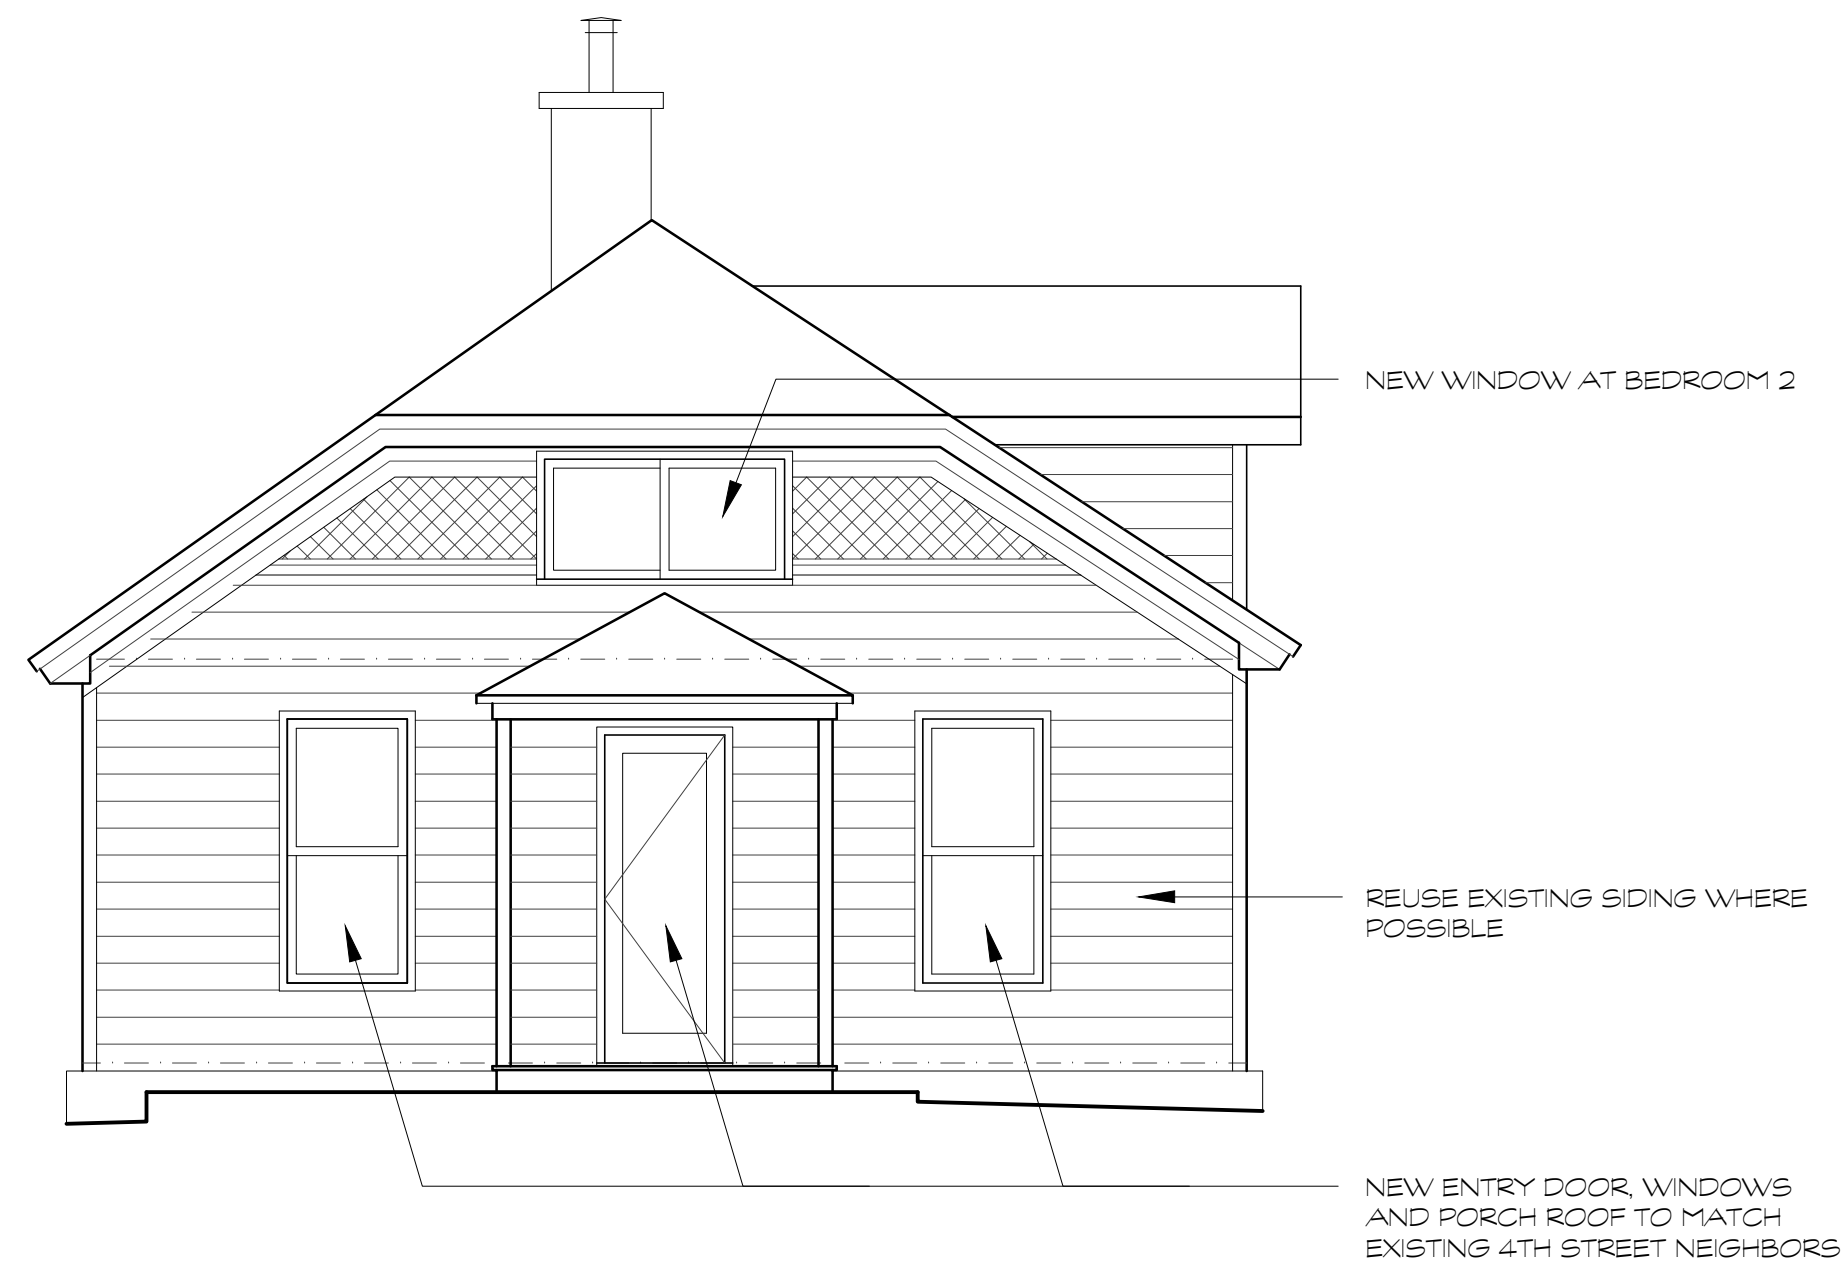 NEW WINDOW AT BEDROOM 2
REUSE EXISTING SIDING WHERE
POSSIBLE
NEW ENTRY DOOR, WINDOWS
AND PORCH ROOF TO MATCH
EXISTING 4TH STREET NEIGHBORS